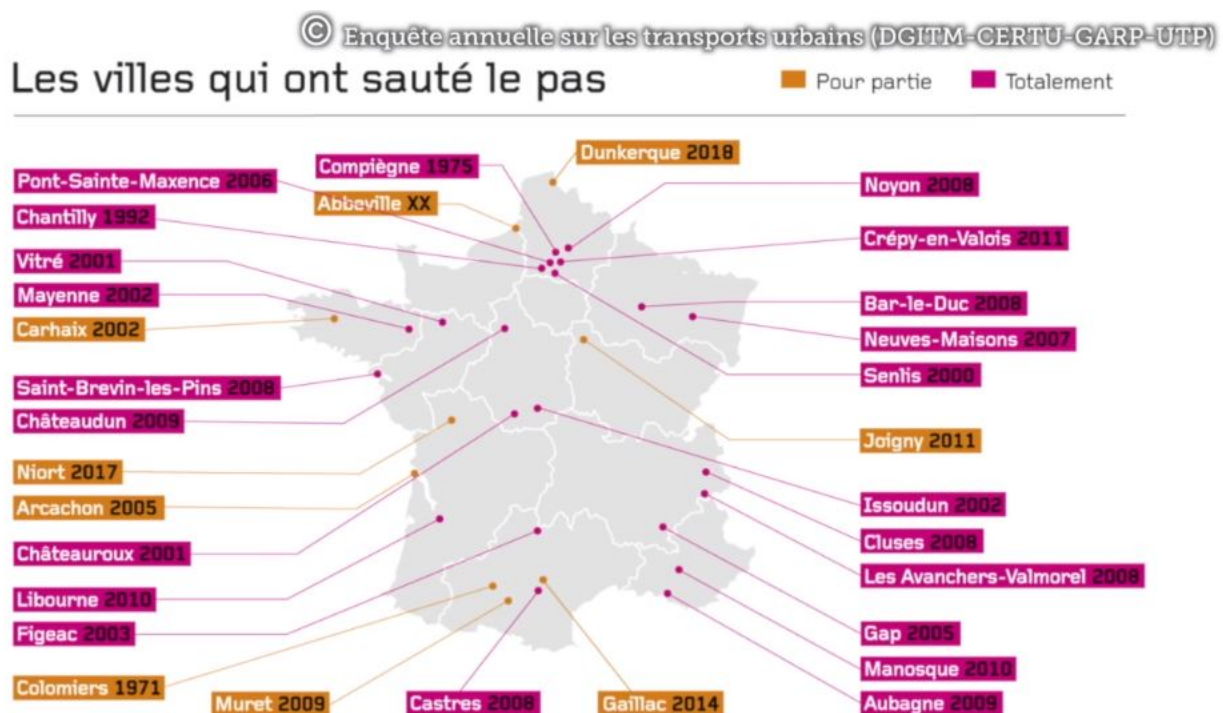 © Enquête annuelle sur les transports urbains (DGITM-CERTU-GARP-UTP)
Les villes qui ont sauté le pas
Pour partie
Totalement
Dunkerque 2018
Compiègne 1975
Pont-Sainte-Maxence 2006
Noyon 2008
Abbeville XX
Chantilly 1992
Crépy-en-Valois 2011
Vitré 2001
Mayenne 2002
Bar-le-Duc 2008
Carhaix 2002
Neuves-Maisons 2007
Senlis 2000
Saint-Brevin-les-Pins 2008
Châteaudun 2009
Joigny 2011
Niort 2017
Arcachon 2005
Issoudun 2002
Châteauroux 2001
Cluses 2008
Les Avanchers-Valmorel 2008
Libourne 2010
Figeac 2003
Gap 2005
Manosque 2010
Colomiers 1971
Muret 2009
Castres 2008
Gaillac 2014
Aubagne 2009